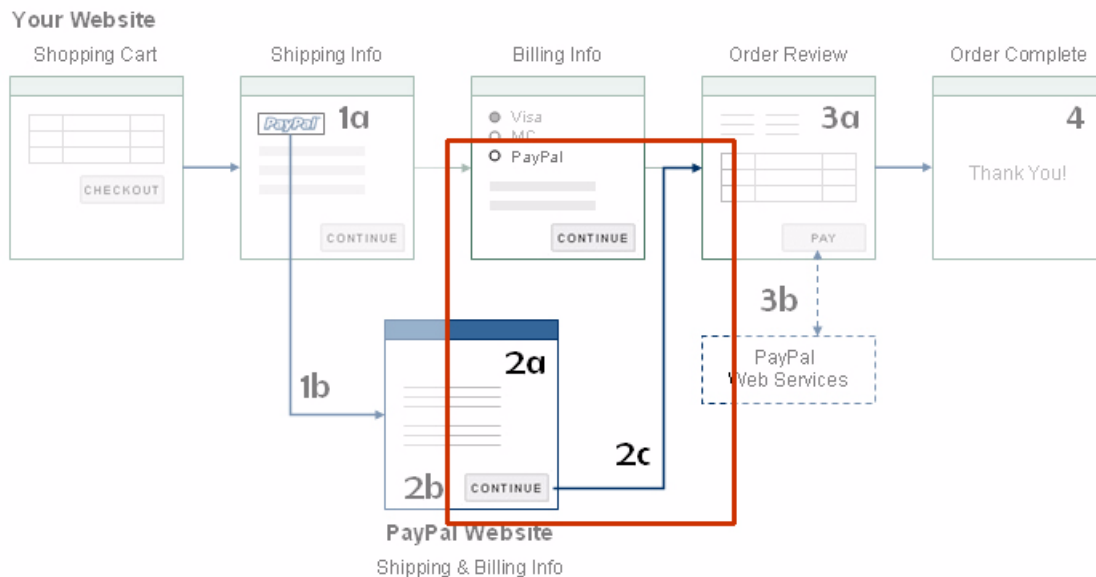 Your Website
Shopping Cart
Shipping Info
Billing Info
Order Review
Order Complete
PayPal
1a
Visa
MC
PayPal
3a
4
Thank You!
CHECKOUT
CONTINUE
CONTINUE
PAY
1b
2a
3b
PayPal
Web Services
2b
CONTINUE
2c
PayPal Website
Shipping & Billing Info